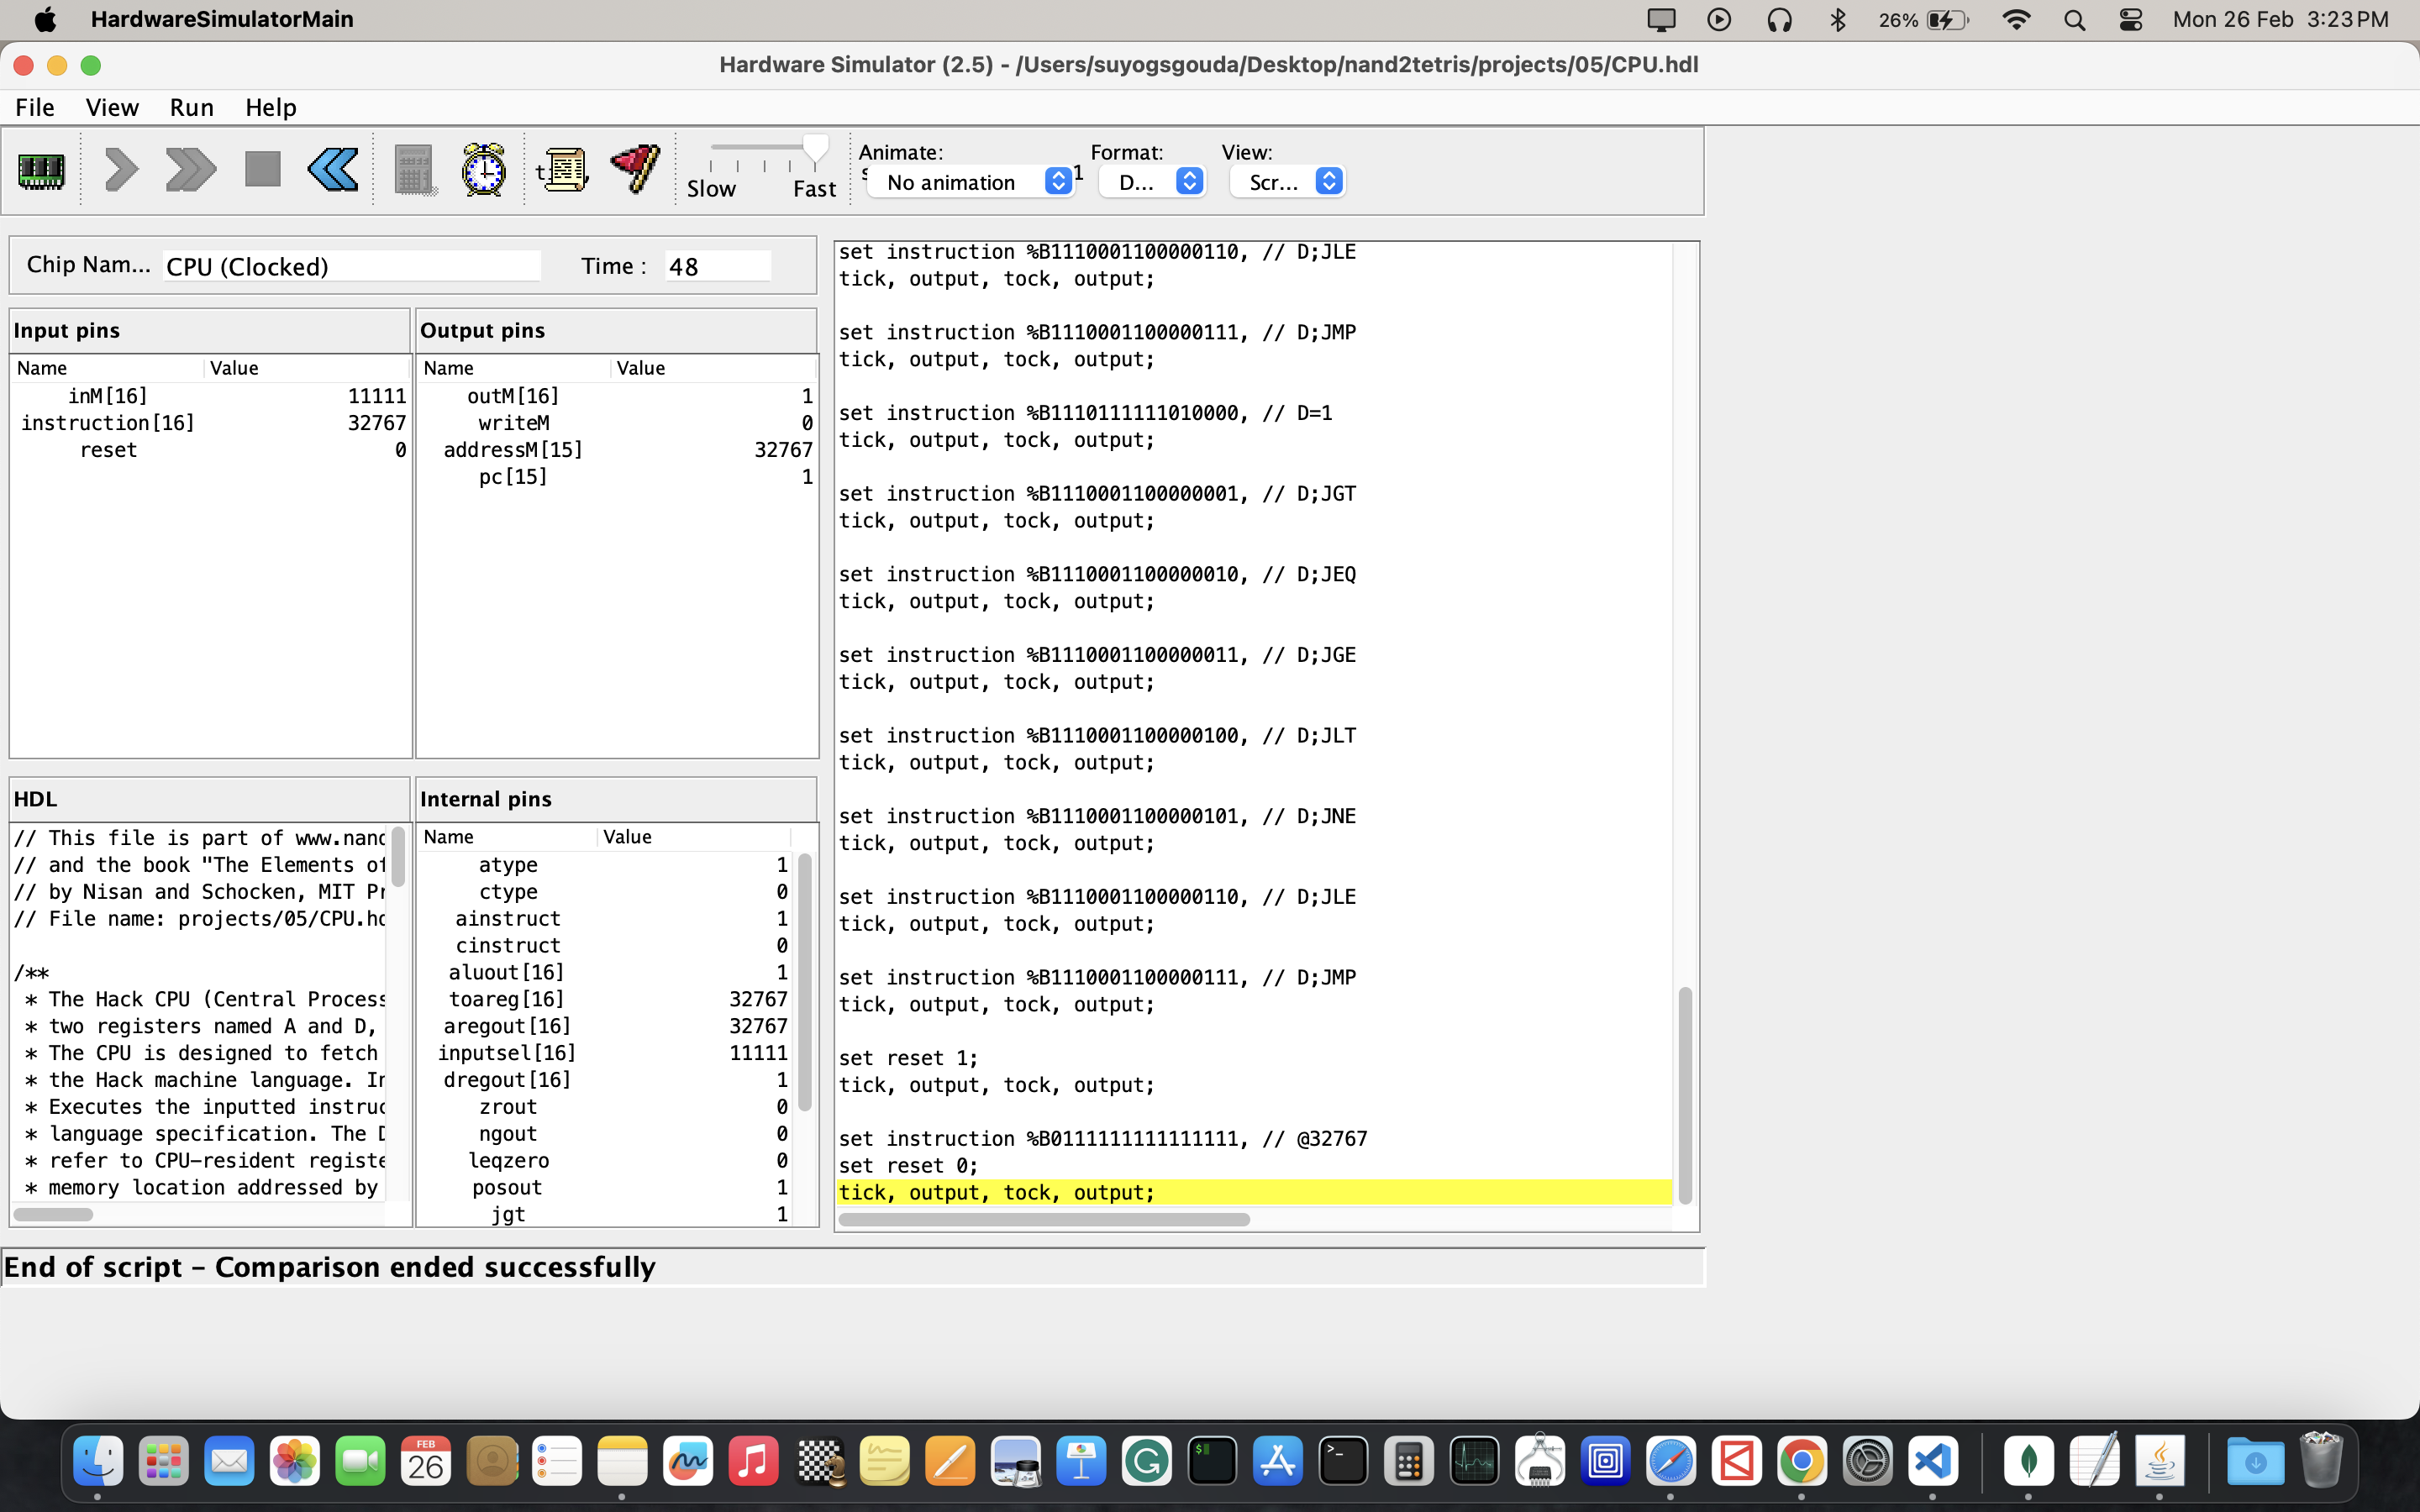 HardwareSimulatorMain
26%
Mon 26 Feb 3:23 PM
Hardware Simulator (2.5) - /Users/suyogsgouda/Desktop/nand2tetris/projects/05/CPU.hdl
File View Run Help
Slow Fast
Animate: Format: View:
No animation D... Scr...
Chip Nam... CPU (Clocked) Time : 48
Input pins
Name Value
inM[16] 11111
instruction[16] 32767
reset 0
Output pins
Name Value
outM[16] 1
writeM 0
addressM[15] 32767
pc[15] 1
HDL
// This file is part of www.nand
// and the book "The Elements of
// by Nisan and Schocken, MIT Pr
// File name: projects/05/CPU.hd
/**
* The Hack CPU (Central Process
* two registers named A and D,
* The CPU is designed to fetch
* the Hack machine language. In
* Executes the inputted instruc
* language specification. The D
* refer to CPU-resident registe
* memory location addressed by
Internal pins
Name Value
atype 1
ctype 0
ainstruct 1
cinstruct 0
aluout[16] 1
toareg[16] 32767
aregout[16] 32767
inputsel[16] 11111
dregout[16] 1
zrout 0
ngout 0
leqzero 0
posout 1
jgt 1
set instruction %B1110001100000110, // D;JLE
tick, output, tock, output;
set instruction %B1110001100000111, // D;JMP
tick, output, tock, output;
set instruction %B1110111111010000, // D=1
tick, output, tock, output;
set instruction %B1110001100000001, // D;JGT
tick, output, tock, output;
set instruction %B1110001100000010, // D;JEQ
tick, output, tock, output;
set instruction %B1110001100000011, // D;JGE
tick, output, tock, output;
set instruction %B1110001100000100, // D;JLT
tick, output, tock, output;
set instruction %B1110001100000101, // D;JNE
tick, output, tock, output;
set instruction %B1110001100000110, // D;JLE
tick, output, tock, output;
set instruction %B1110001100000111, // D;JMP
tick, output, tock, output;
set reset 1;
tick, output, tock, output;
set instruction %B0111111111111111, // @32767
set reset 0;
tick, output, tock, output;
End of script – Comparison ended successfully
FEB
26